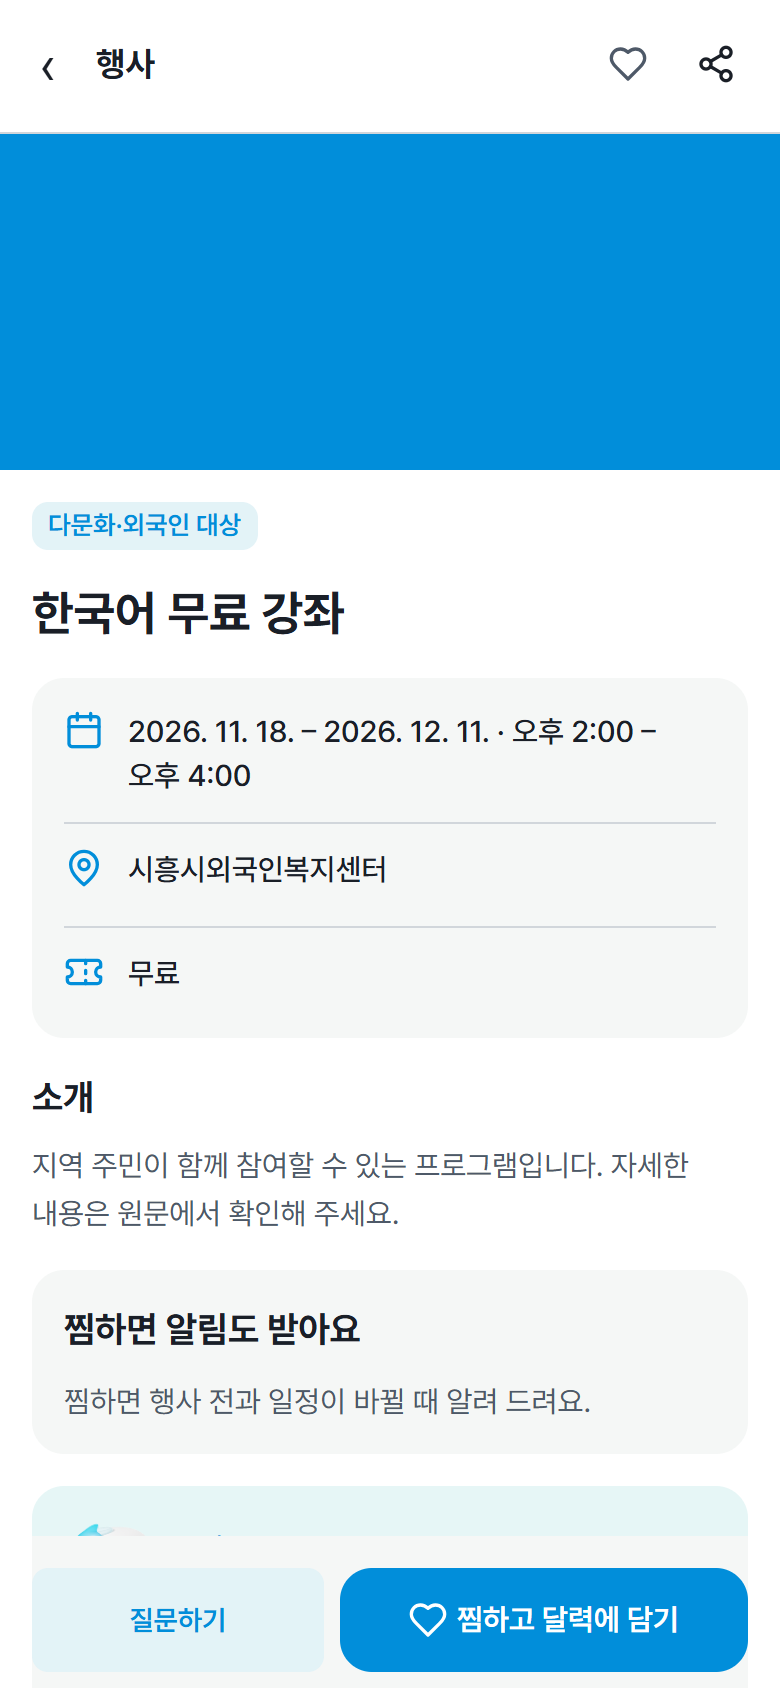 행사
다문화·외국인 대상
한국어 무료 강좌
2026. 11. 18. – 2026. 12. 11. · 오후 2:00 –
오후 4:00
시흥시외국인복지센터
무료
소개
지역 주민이 함께 참여할 수 있는 프로그램입니다. 자세한
내용은 원문에서 확인해 주세요.
찜하면 알림도 받아요
찜하면 행사 전과 일정이 바뀔 때 알려 드려요.
질문하기
찜하고 달력에 담기